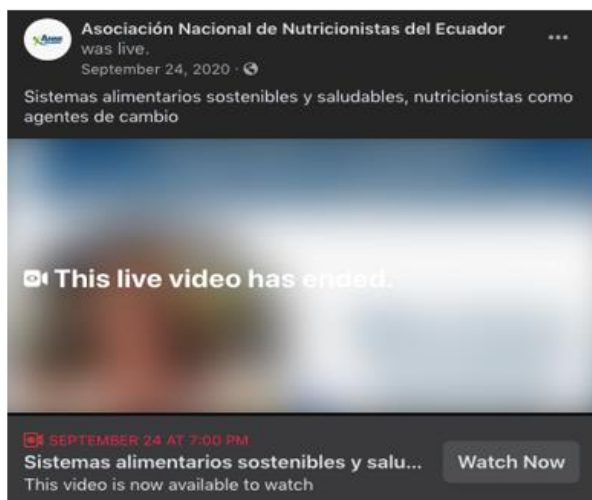 Asociación Nacional de Nutricionistas del Ecuador
was live.
September 24, 2020 ·
Sistemas alimentarios sostenibles y saludables, nutricionistas como
agentes de cambio
This live video has ended.
SEPTEMBER 24 AT 7:00 PM
Sistemas alimentarios sostenibles y salu...
This video is now available to watch
Watch Now